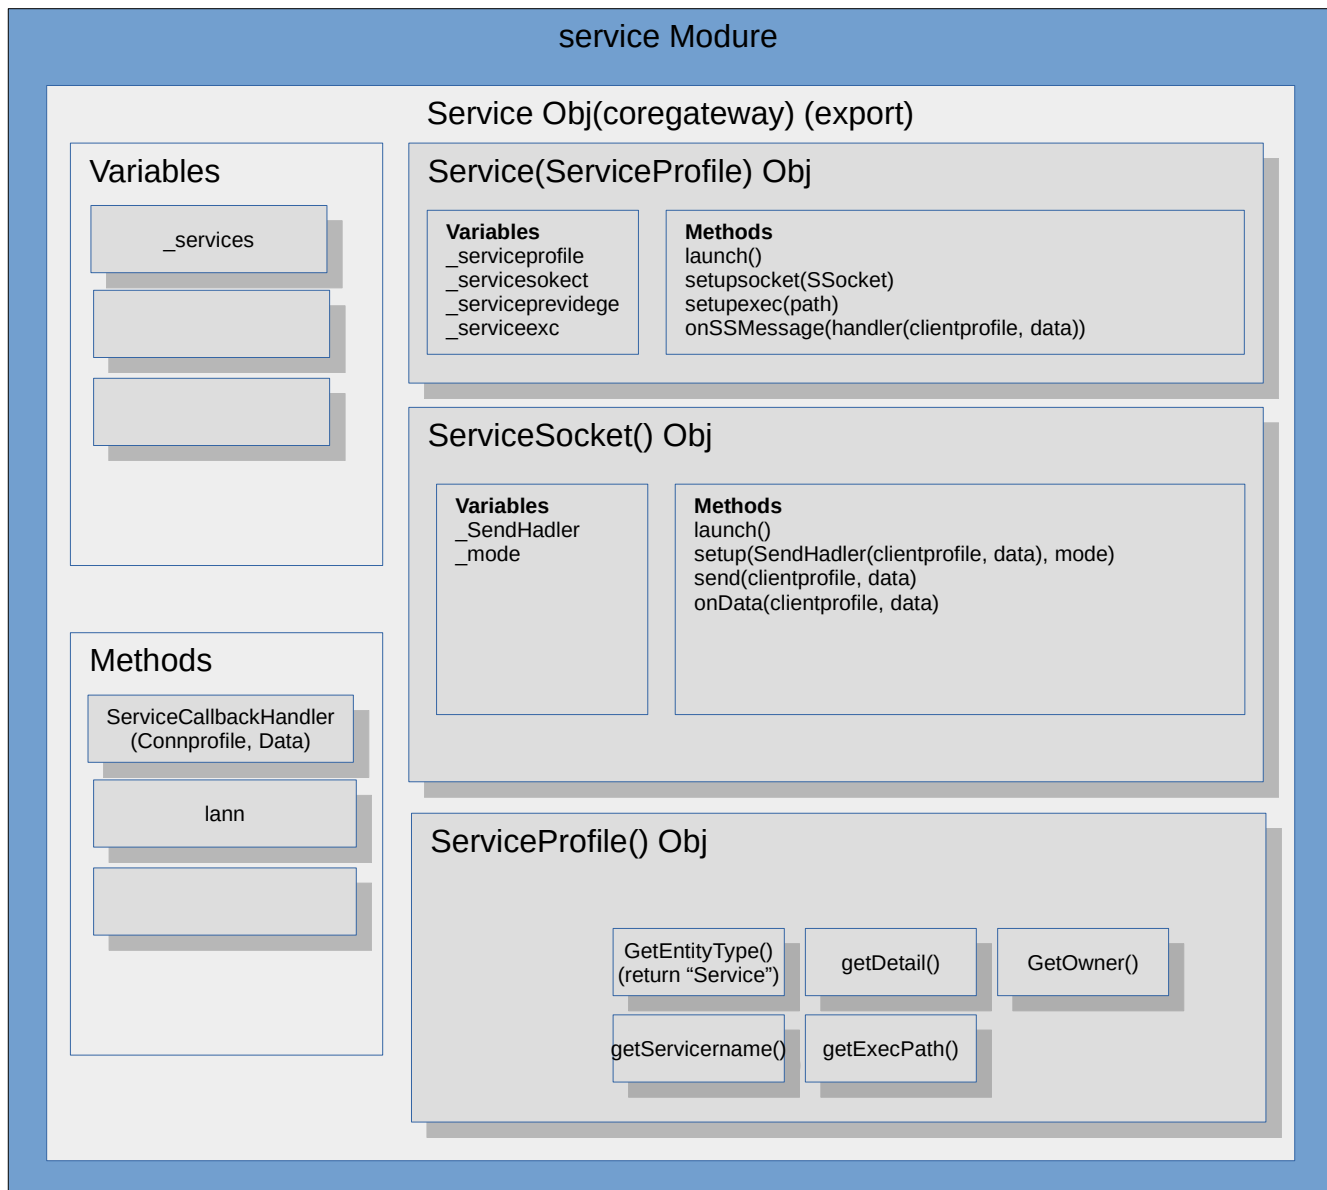 service Modure
Service Obj(coregateway) (export)
Variables
_services
Methods
ServiceCallbackHandler
(Connprofile, Data)
lann
Service(ServiceProfile) Obj
Variables
_serviceprofile
_servicesokect
_serviceprevidege
_serviceexc
Methods
launch()
setupsocket(SSocket)
setupexec(path)
onSSMessage(handler(clientprofile, data))
ServiceSocket() Obj
Variables
_SendHadler
_mode
Methods
launch()
setup(SendHadler(clientprofile, data), mode)
send(clientprofile, data)
onData(clientprofile, data)
ServiceProfile() Obj
GetEntityType()
(return “Service”)
getDetail()
GetOwner()
getServicername()
getExecPath()